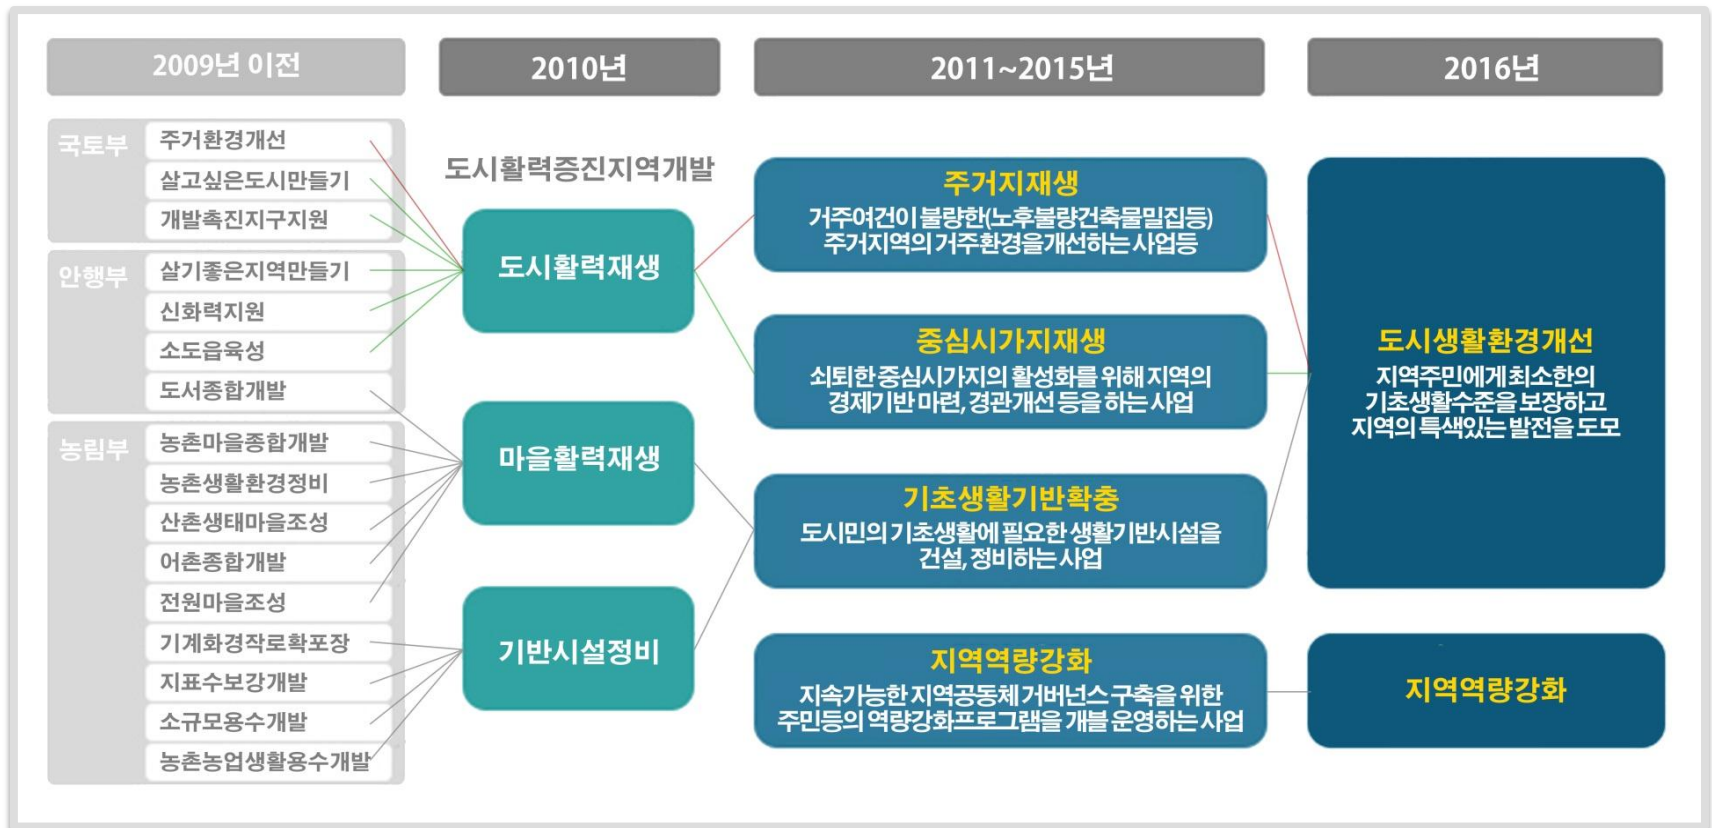 2009년 이전
2010년
2011~2015년
2016년
국토부
주거환경개선
살고싶은도시만들기
개발촉진지구지원
안행부
살기좋은지역만들기
신화력지원
소도읍육성
도서종합개발
농림부
농촌마을종합개발
농촌생활환경정비
산촌생태마을조성
어촌종합개발
전원마을조성
기계화경작로확포장
지표수보강개발
소규모용수개발
농촌농업생활용수개발
도시활력증진지역개발
도시활력재생
마을활력재생
기반시설정비
주거지재생
거주여건이 불량한(노후불량건축물밀집등)
주거지역의 거주환경을개선하는 사업등
중심시가지재생
쇠퇴한 중심시가지의 활성화를 위해 지역의
경제기반 마련, 경관개선 등을 하는 사업
기초생활기반확충
도시민의 기초생활에 필요한 생활기반시설을
건설, 정비하는 사업
지역역량강화
지속가능한 지역공동체 거버넌스 구축을 위한
주민등의 역량강화프로그램을 개블 운영하는 사업
도시생활환경개선
지역주민에게 최소한의
기초생활수준을 보장하고
지역의 특색있는 발전을 도모
지역역량강화